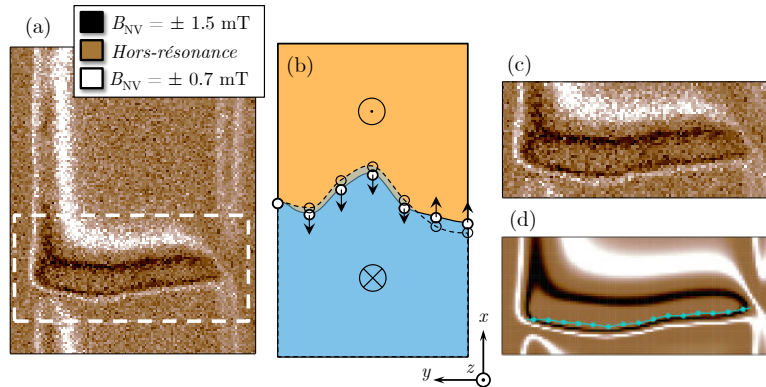 (a)
B_NV = ± 1.5 mT
Hors-résonance
B_NV = ± 0.7 mT
(b)
(c)
(d)
x
y
z